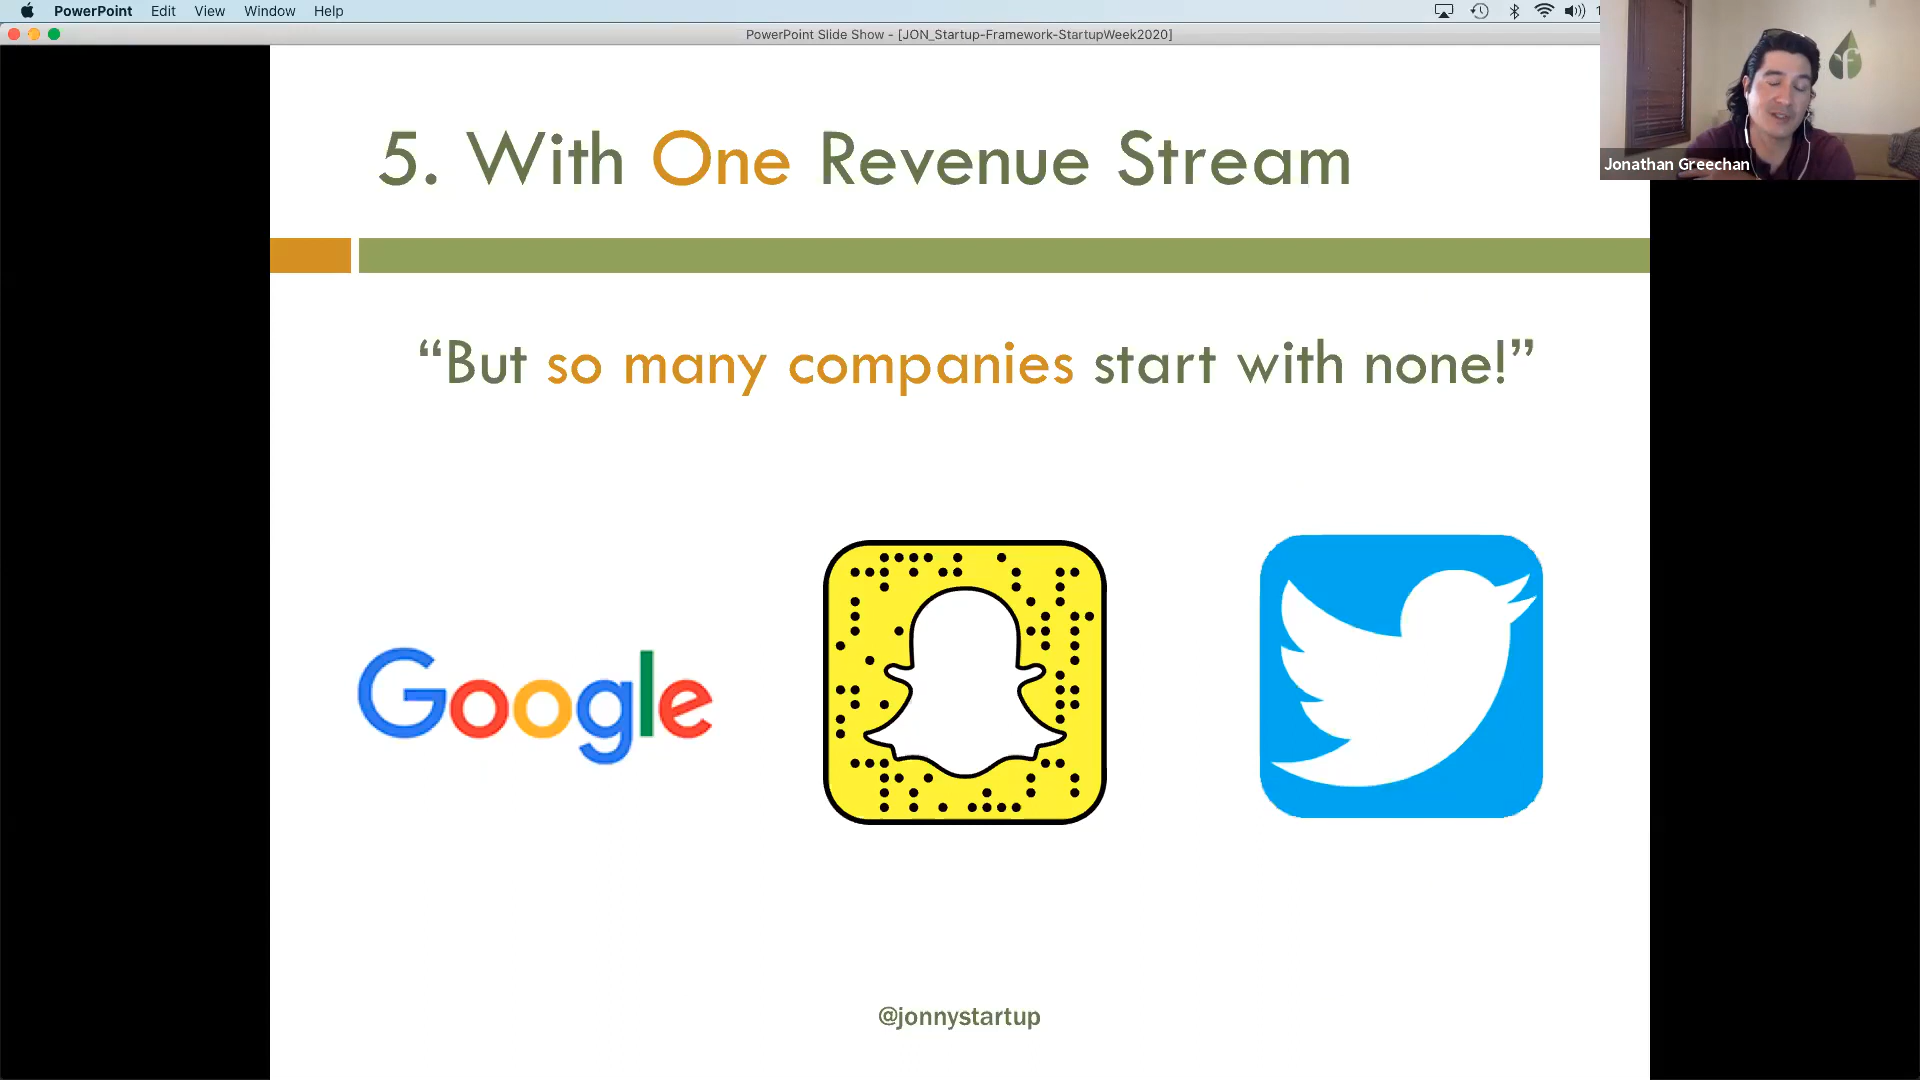 PowerPoint Edit View Window Help
PowerPoint Slide Show - [JON_Startup-Framework-StartupWeek2020]
Jonathan Greechan
5. With One Revenue Stream
“But so many companies start with none!”
Google
@jonnystartup